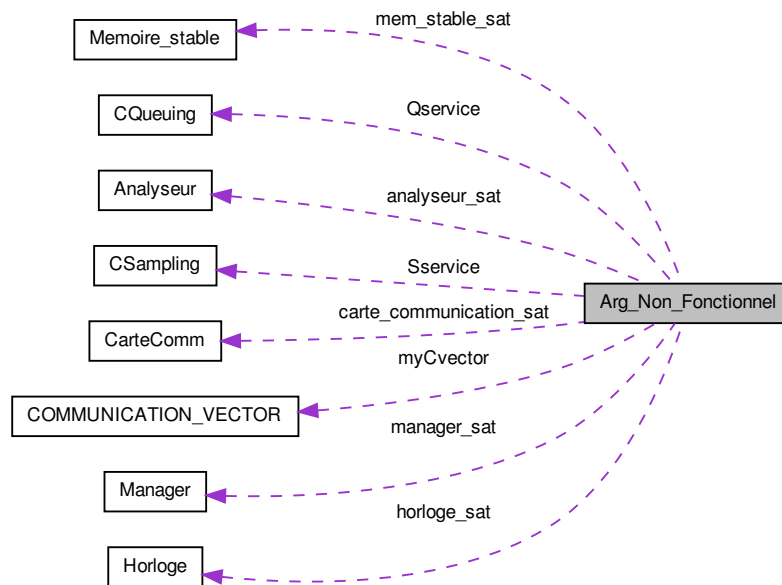 mem_stable_sat
Memoire_stable
Qservice
CQueuing
analyseur_sat
Analyseur
Sservice
CSampling
Arg_Non_Fonctionnel
carte_communication_sat
CarteComm
myCvector
COMMUNICATION_VECTOR
manager_sat
Manager
horloge_sat
Horloge